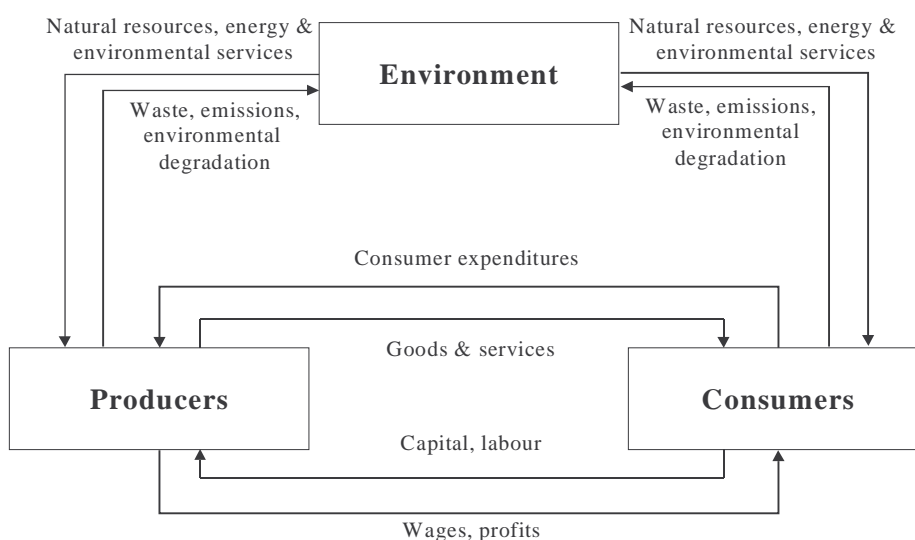 Natural resources, energy &
environmental services
Natural resources, energy &
environmental services
Environment
Waste, emissions,
environmental
degradation
Waste, emissions,
environmental
degradation
Consumer expenditures
Goods & services
Producers
Consumers
Capital, labour
Wages, profits